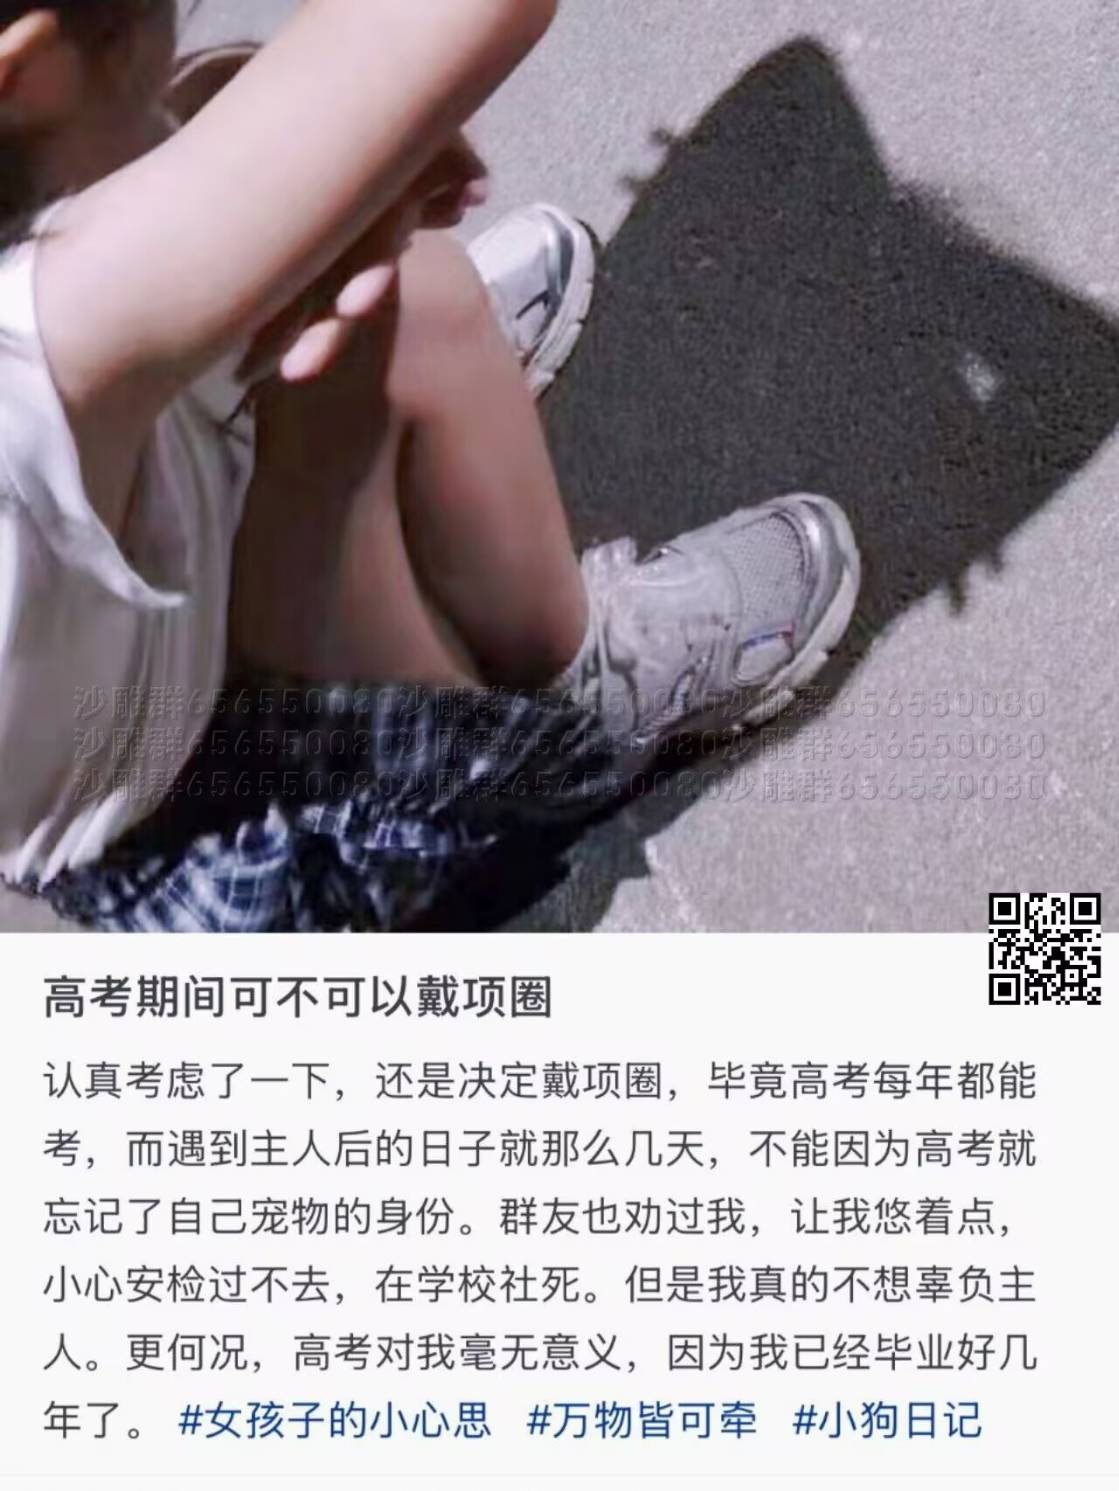 沙雕群656550080沙雕群656550080沙雕群656550080
沙雕群656550080沙雕群656550080沙雕群656550080
沙雕群656550080沙雕群656550080沙雕群656550080
高考期间可不可以戴项圈
认真考虑了一下，还是决定戴项圈，毕竟高考每年都能
考，而遇到主人后的日子就那么几天，不能因为高考就
忘记了自己宠物的身份。群友也劝过我，让我悠着点，
小心安检过不去，在学校社死。但是我真的不想辜负主
人。更何况，高考对我毫无意义，因为我已经毕业好几
年了。 #女孩子的小心思 #万物皆可牵 #小狗日记